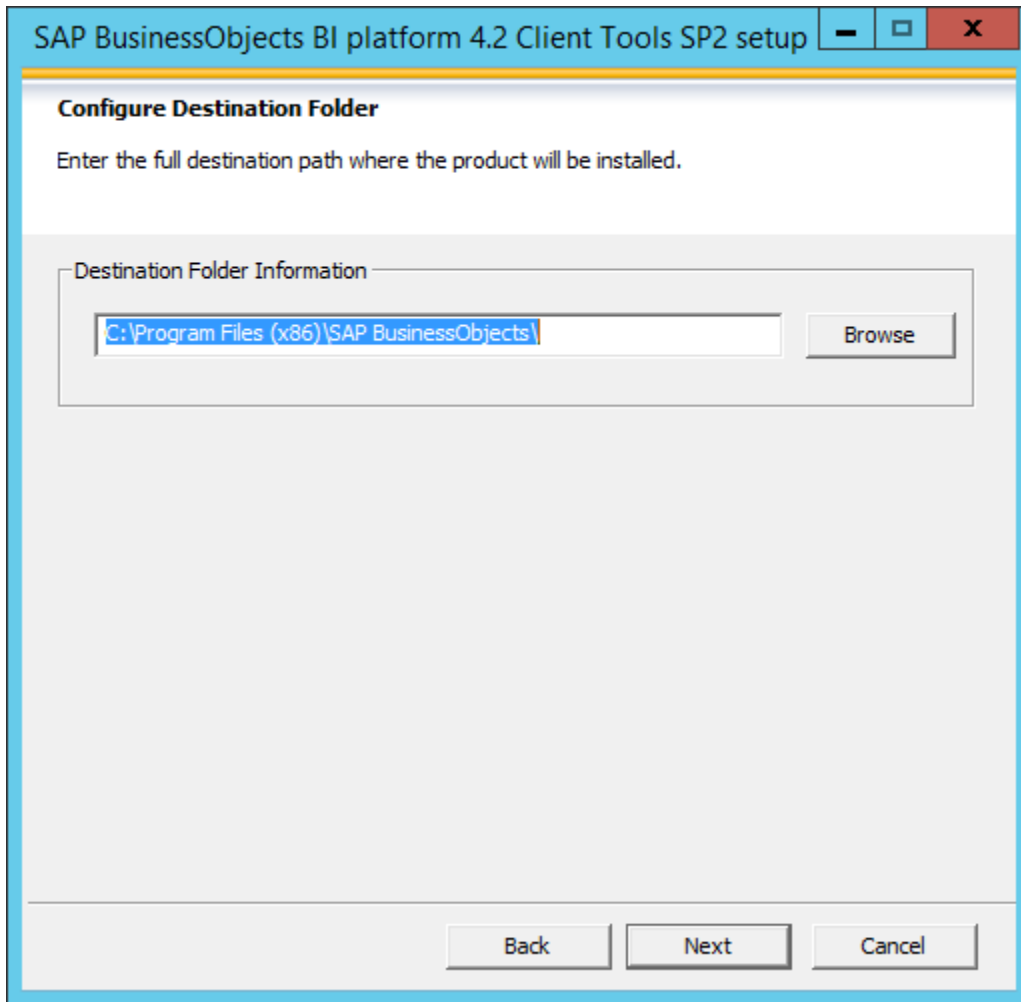 SAP BusinessObjects BI platform 4.2 Client Tools SP2 setup
Configure Destination Folder
Enter the full destination path where the product will be installed.
Destination Folder Information
C:\Program Files (x86)\SAP BusinessObjects\
Browse
Back Next Cancel